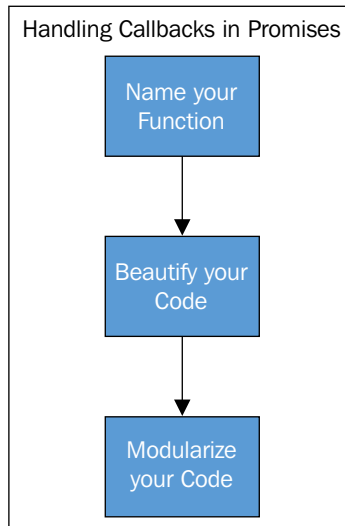 Handling Callbacks in Promises
Name your
Function
Beautify your
Code
Modularize
your Code